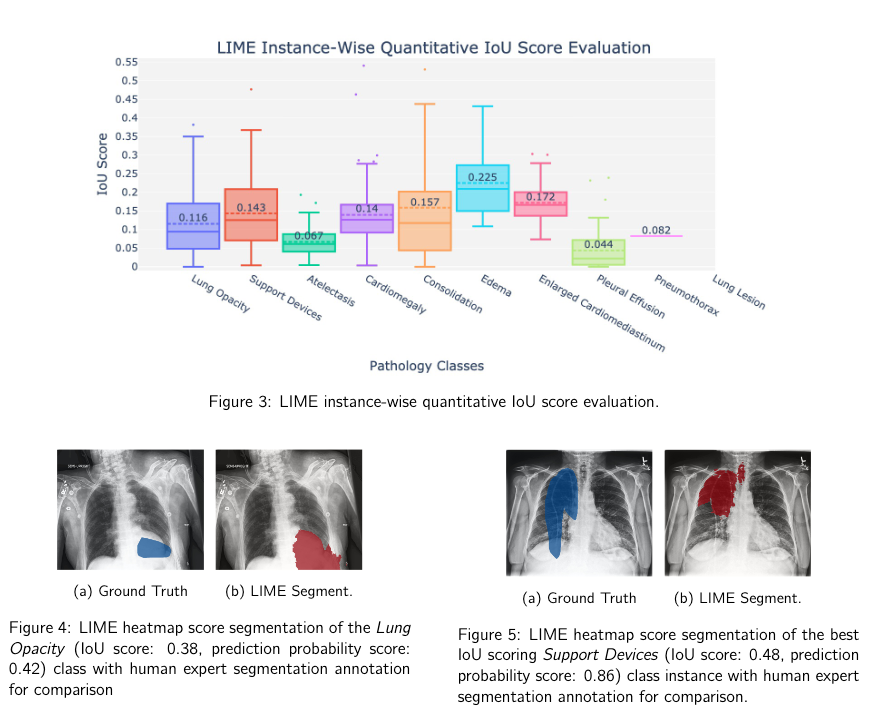 LIME Instance-Wise Quantitative IoU Score Evaluation
IoU Score
0.55
0.5
0.45
0.4
0.35
0.3
0.25
0.2
0.15
0.1
0.05
0
0.116
0.143
0.067
0.14
0.157
0.225
0.172
0.044
0.082
Lung Opacity
Support Devices
Atelectasis
Cardiomegaly
Consolidation
Edema
Enlarged Cardiomediastinum
Pleural Effusion
Pneumothorax
Lung Lesion
Pathology Classes
Figure 3: LIME instance-wise quantitative IoU score evaluation.
(a) Ground Truth
(b) LIME Segment.
Figure 4: LIME heatmap score segmentation of the Lung
Opacity (IoU score: 0.38, prediction probability score:
0.42) class with human expert segmentation annotation
for comparison
(a) Ground Truth
(b) LIME Segment.
Figure 5: LIME heatmap score segmentation of the best
IoU scoring Support Devices (IoU score: 0.48, prediction
probability score: 0.86) class instance with human expert
segmentation annotation for comparison.